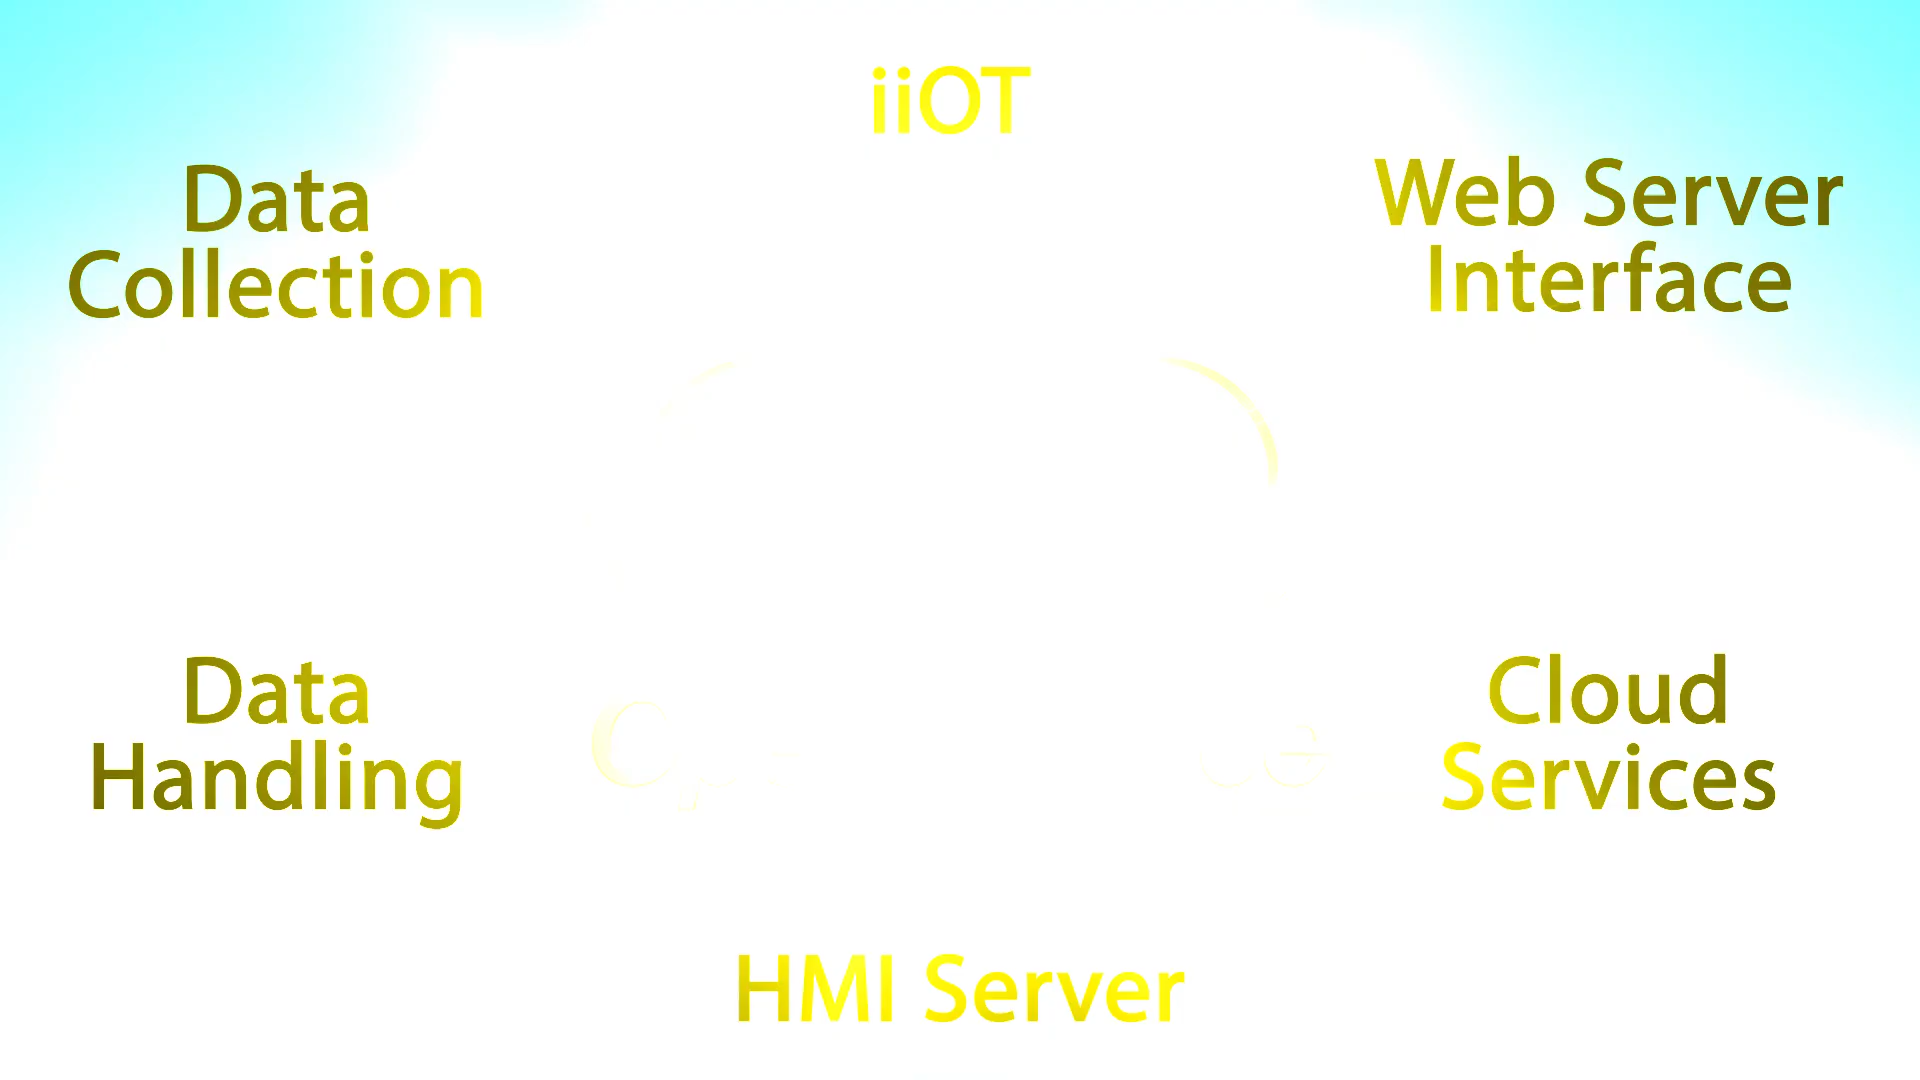 iiOT
Data
Collection
Web Server
Interface
Data
Handling
Cloud
Services
HMI Server